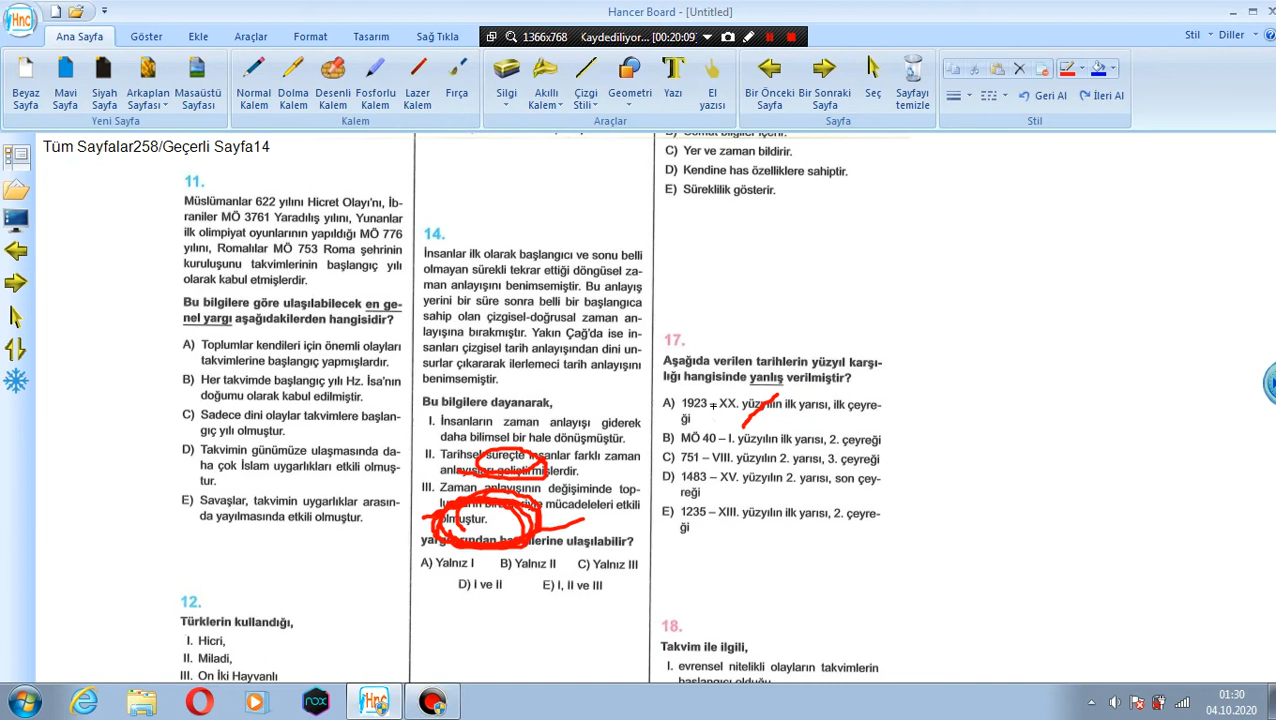 Hnc
Hancer Board - [Untitled]
Ana Sayfa
Göster
Ekle
Araçlar
Format
Tasarım
Sağ Tıkla
1366x768
Kaydediliyor... [00:20:09]
Stil
Diller
Beyaz Sayfa
Mavi Sayfa
Siyah Sayfa
Arkaplan Sayfası
Masaüstü Sayfası
Normal Kalem
Dolma Kalem
Desenli Kalem
Fosforlu Kalem
Lazer Kalem
Fırça
Silgi
Akıllı Kalem
Çizgi Stili
Geometri
Yazı
El yazısı
Bir Önceki Sayfa
Bir Sonraki Sayfa
Seç
Sayfayı temizle
Geri Al
İleri Al
Yeni Sayfa
Kalem
Araçlar
Sayfa
Stil
Tüm Sayfalar258/Geçerli Sayfa14
11.
Müslümanlar 622 yılını Hicret Olayı'nı, İb-
raniler MÖ 3761 Yaradılış yılını, Yunanlar
ilk olimpiyat oyunlarının yapıldığı MÖ 776
yılını, Romalılar MÖ 753 Roma şehrinin
kuruluşunu takvimlerinin başlangıç yılı
olarak kabul etmişlerdir.
Bu bilgilere göre ulaşılabilecek en ge-
nel yargı aşağıdakilerden hangisidir?
A) Toplumlar kendileri için önemli olayları
takvimlerine başlangıç yapmışlardır.
B) Her takvimde başlangıç yılı Hz. İsa'nın
doğumu olarak kabul edilmiştir.
C) Sadece dini olaylar takvimlere başlan-
gıç yılı olmuştur.
D) Takvimin günümüze ulaşmasında da-
ha çok İslam uygarlıkları etkili olmuş-
tur.
E) Savaşlar, takvimin uygarlıklar arasın-
da yayılmasında etkili olmuştur.
12.
Türklerin kullandığı,
I. Hicri,
II. Miladi,
III. On İki Hayvanlı
14.
İnsanlar ilk olarak başlangıcı ve sonu belli
olmayan sürekli tekrar ettiği döngüsel za-
man anlayışını benimsemiştir. Bu anlayış
yerini bir süre sonra belli bir başlangıca
sahip olan çizgisel-doğrusal zaman an-
layışına bırakmıştır. Yakın Çağ'da ise in-
sanları çizgisel tarih anlayışından dini un-
surlar çıkararak ilerlemeci tarih anlayışını
benimsemiştir.
Bu bilgilere dayanarak,
I. İnsanların zaman anlayışı giderek
daha bilimsel bir hale dönüşmüştür.
II. Tarihsel süreçte insanlar farklı zaman
anlayışları geliştirmişlerdir.
III. Zaman anlayışının değişiminde top-
mücadeleleri etkili
olmuştur.
ulaşılabilir?
A) Yalnız I B) Yalnız II C) Yalnız III
D) I ve II E) I, II ve III
C) Yer ve zaman bildirir.
D) Kendine has özelliklere sahiptir.
E) Süreklilik gösterir.
17.
Aşağıda verilen tarihlerin yüzyıl karşı-
lığı hangisinde yanlış verilmiştir?
A) 1923 – XX. yüzyılın ilk yarısı, ilk çeyre-
ği
B) MÖ 40 – I. yüzyılın ilk yarısı, 2. çeyreği
C) 751 – VIII. yüzyılın 2. yarısı, 3. çeyreği
D) 1483 – XV. yüzyılın 2. yarısı, son çey-
reği
E) 1235 – XIII. yüzyılın ilk yarısı, 2. çeyre-
ği
18.
Takvim ile ilgili,
I. evrensel nitelikli olayların takvimlerin
nox
Hnc
01:30
04.10.2020